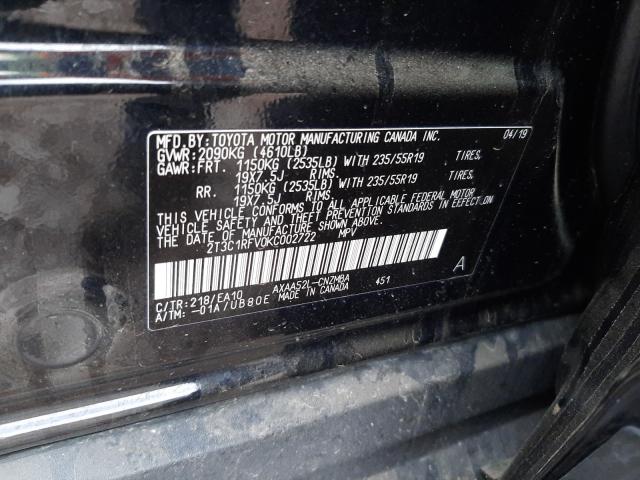 MFD.BY:TOYOTA MOTOR MANUFACTURING CANADA INC. 04/19
GVWR:2090KG (4610LB)
GAWR:FRT. 1150KG (2535LB) WITH 235/55R19 TIRES,
19X7.5J RIMS,
RR. 1150KG (2535LB) WITH 235/55R19 TIRES,
19X7.5J RIMS,
THIS VEHICLE CONFORMS TO ALL APPLICABLE FEDERAL MOTOR
VEHICLE SAFETY AND THEFT PREVENTION STANDARDS IN EFFECT
ON THE DATE OF MANUFACTURE SHOWN ABOVE.
2T3C1RFV0KC002722 MPV
C/TR:218/EA10 AXAA52L-CNZMBA 451 A
A/TM:-01A/UB80E MADE IN CANADA